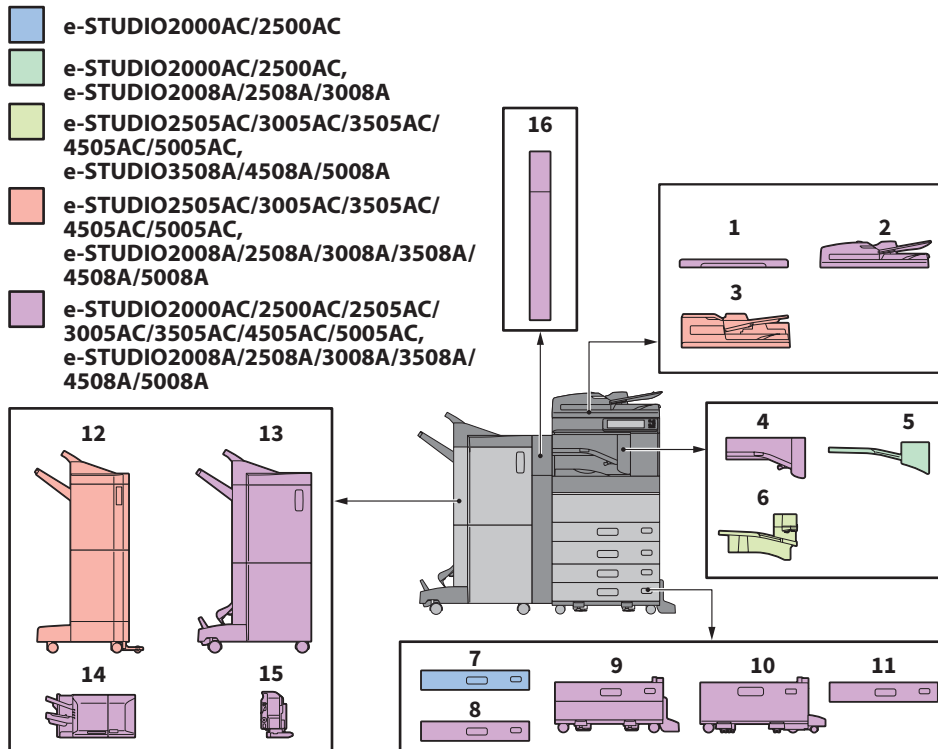 e-STUDIO2000AC/2500AC
e-STUDIO2000AC/2500AC,
e-STUDIO2008A/2508A/3008A
e-STUDIO2505AC/3005AC/3505AC/
4505AC/5005AC,
e-STUDIO3508A/4508A/5008A
e-STUDIO2505AC/3005AC/3505AC/
4505AC/5005AC,
e-STUDIO2008A/2508A/3008A/3508A/
4508A/5008A
e-STUDIO2000AC/2500AC/2505AC/
3005AC/3505AC/4505AC/5005AC,
e-STUDIO2008A/2508A/3008A/3508A/
4508A/5008A
16
1 2
3
4 5
6
12 13
14 15
7 9 10 11
8